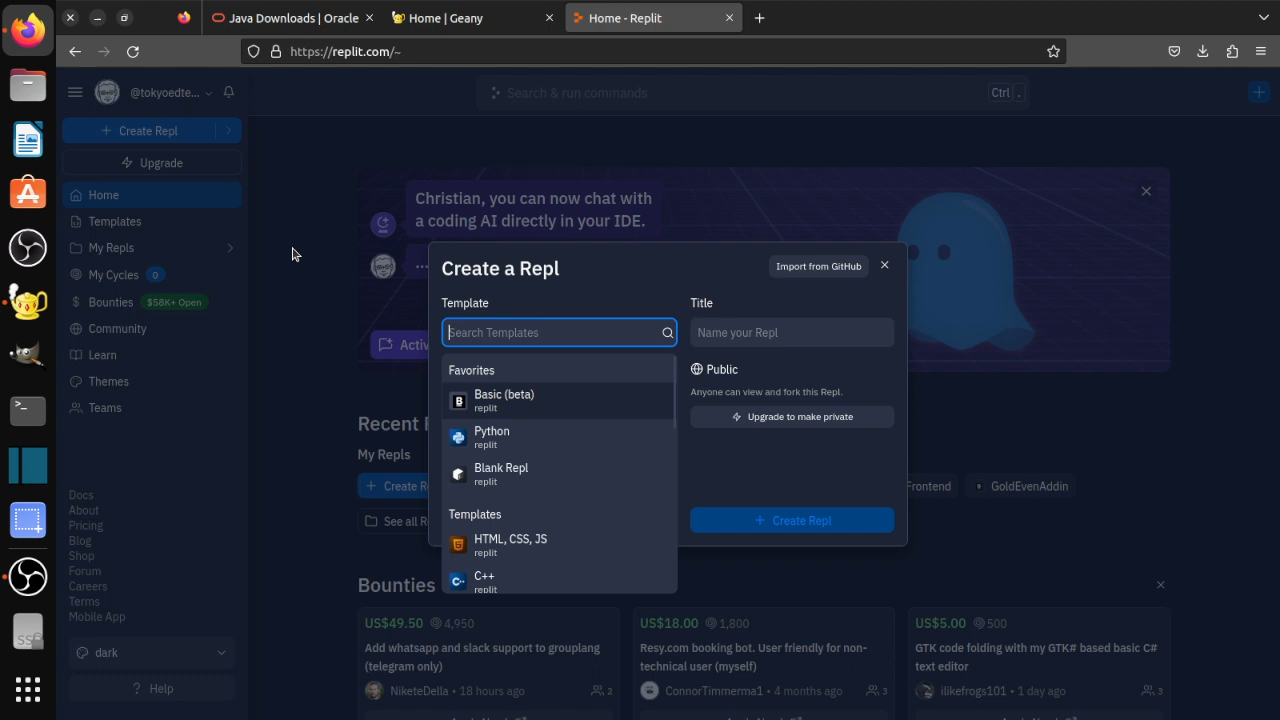 Java Downloads | Oracle
Home | Geany
Home - Replit
https://replit.com/~
@tokyoedte...
Search & run commands
Ctrl .
Create Repl
Upgrade
Home
Templates
My Repls
My Cycles 0
Bounties $58K+ Open
Community
Learn
Themes
Teams
Docs
About
Pricing
Blog
Shop
Forum
Careers
Terms
Mobile App
dark
? Help
Christian, you can now chat with
a coding AI directly in your IDE.
...
Activ
Create a Repl
Import from GitHub
Template
Search Templates
Favorites
B Basic (beta)
replit
Python
replit
Blank Repl
replit
Templates
HTML, CSS, JS
replit
C++
replit
Title
Name your Repl
Public
Anyone can view and fork this Repl.
Upgrade to make private
Create Repl
Recent
My Repls
Create Re
See all R
Frontend
GoldEvenAddin
Bounties
US$49.50 4,950
Add whatsapp and slack support to grouplang
(telegram only)
NiketeDella • 18 hours ago 2
US$18.00 1,800
Resy.com booking bot. User friendly for non-
technical user (myself)
ConnorTimmerma1 • 4 months ago 3
US$5.00 500
GTK code folding with my GTK# based basic C#
text editor
ilikefrogs101 • 1 day ago 3